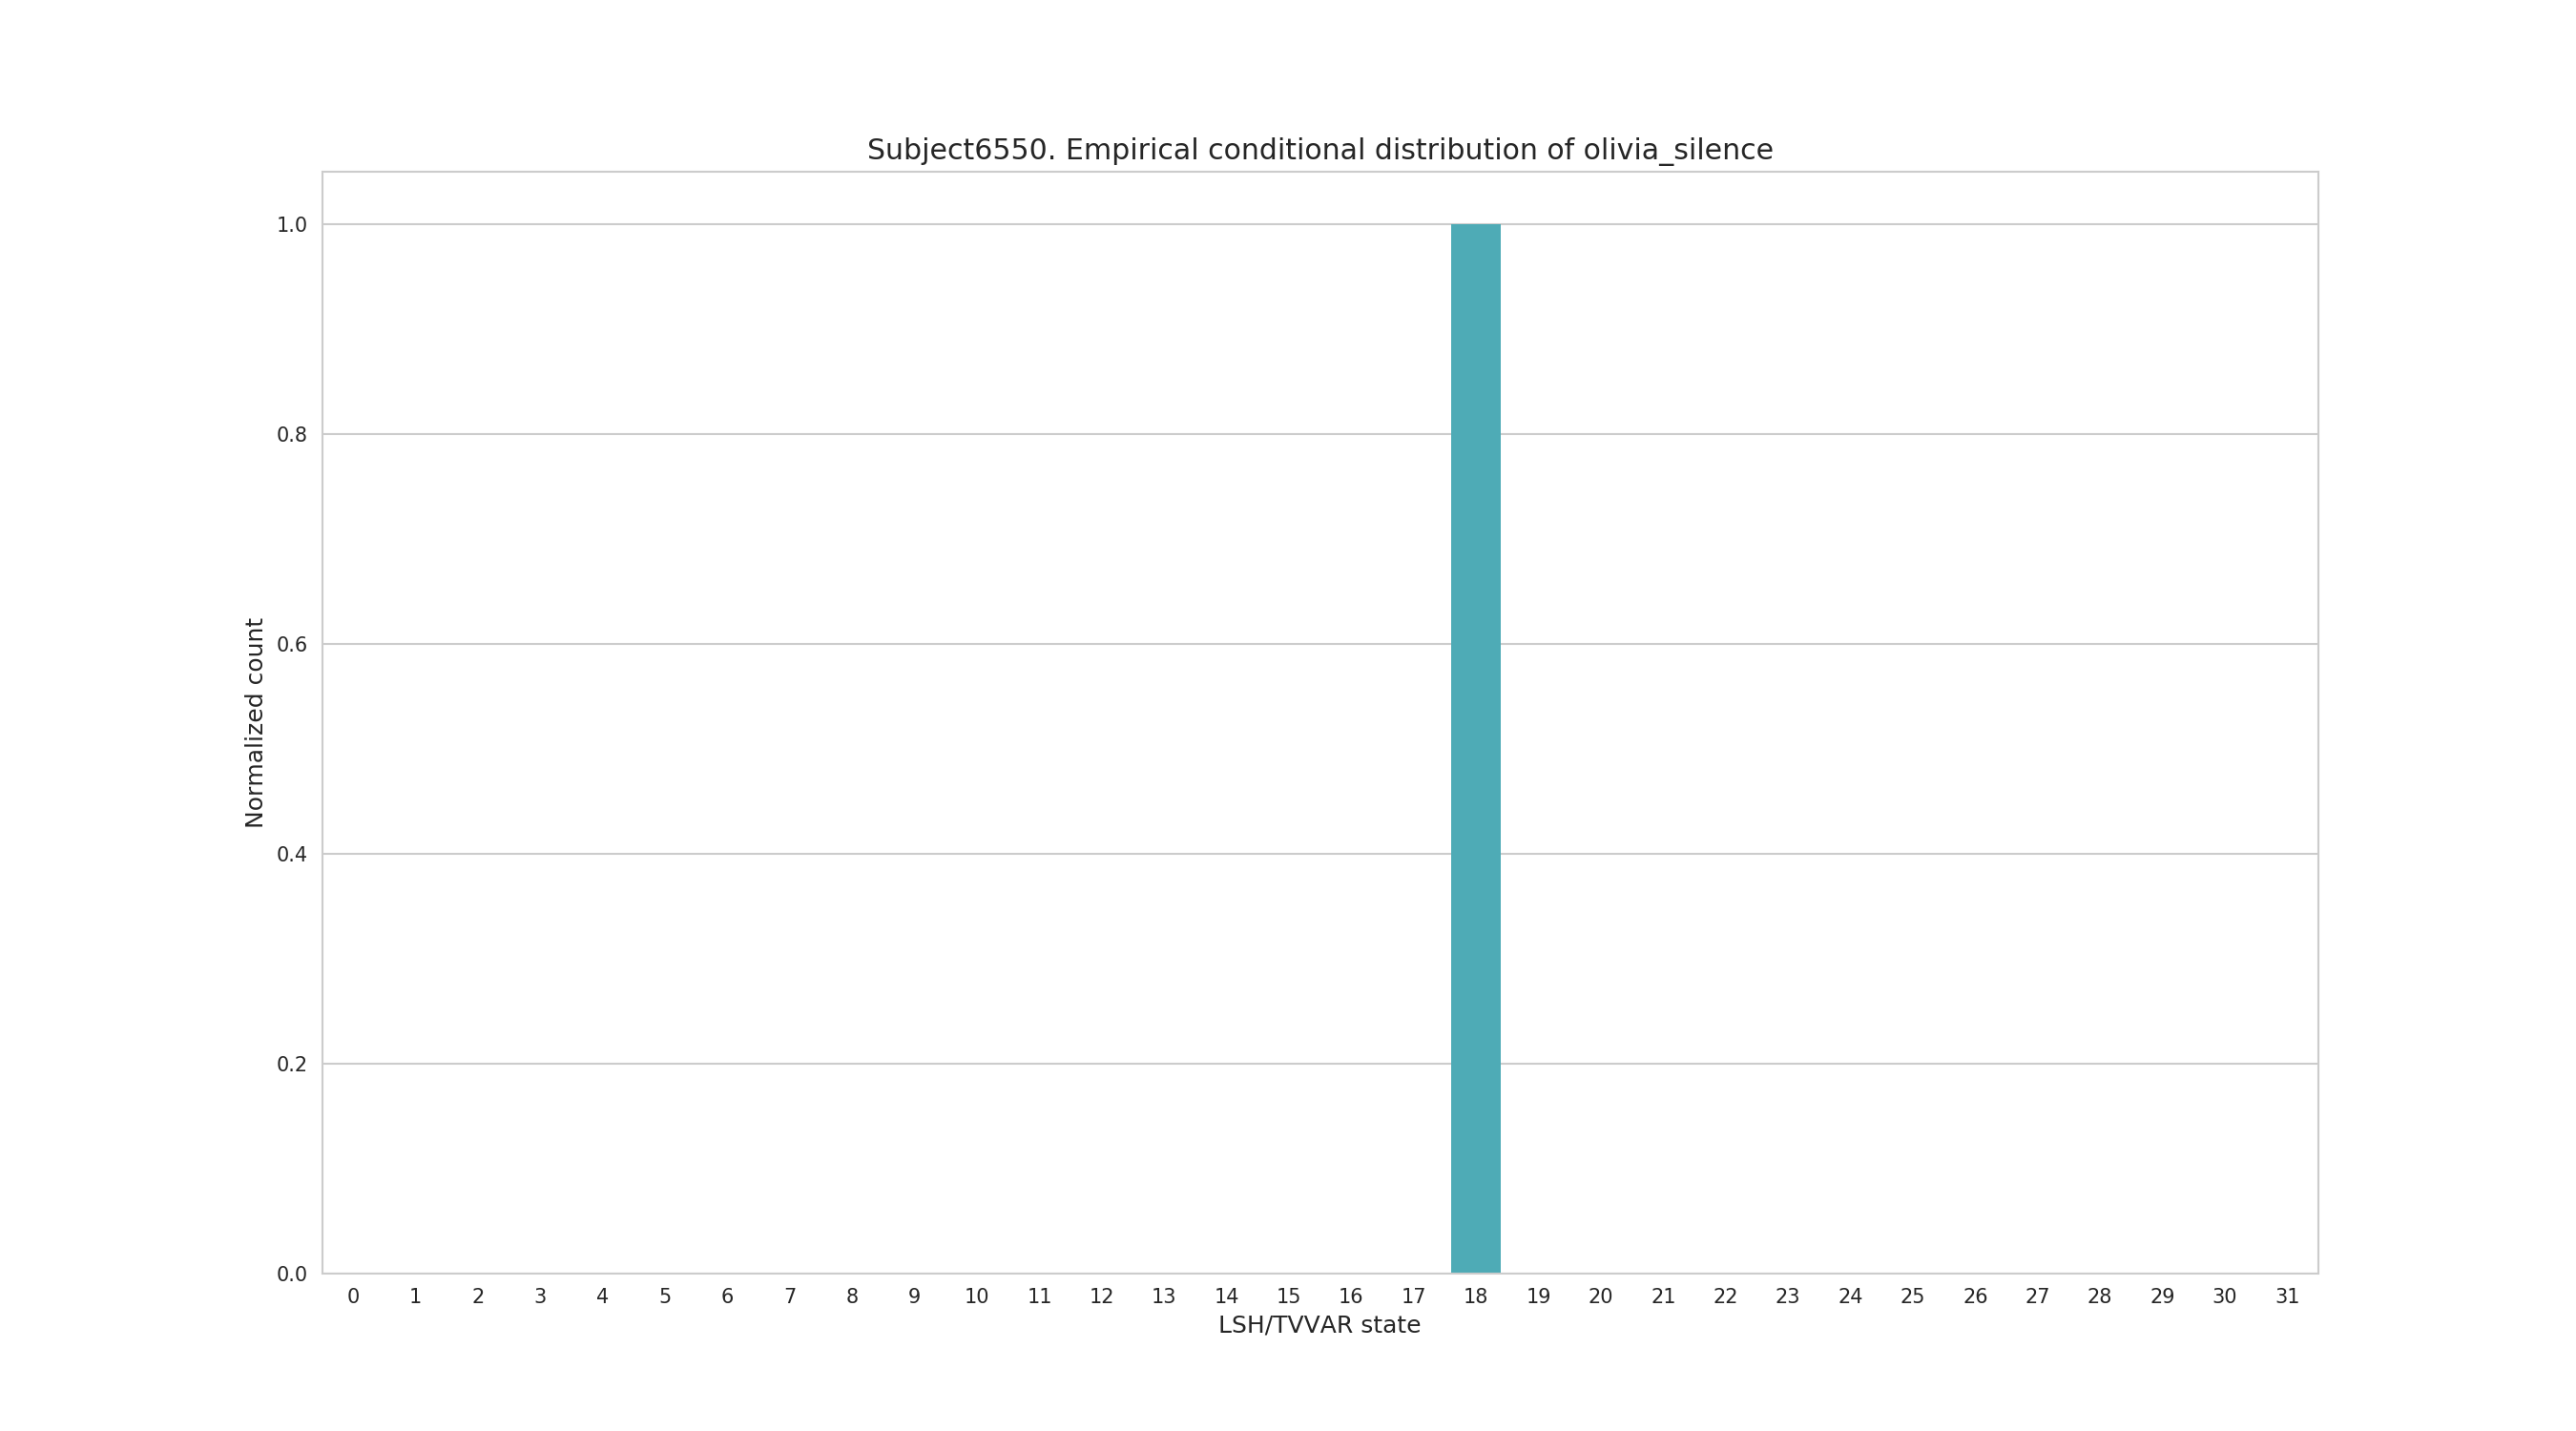 Subject6550. Empirical conditional distribution of olivia_silence
1.0
0.8
0.6
0.4
0.2
0.0
Normalized count
0 1 2 3 4 5 6 7 8 9 10 11 12 13 14 15 16 17 18 19 20 21 22 23 24 25 26 27 28 29 30 31
LSH/TVVAR state